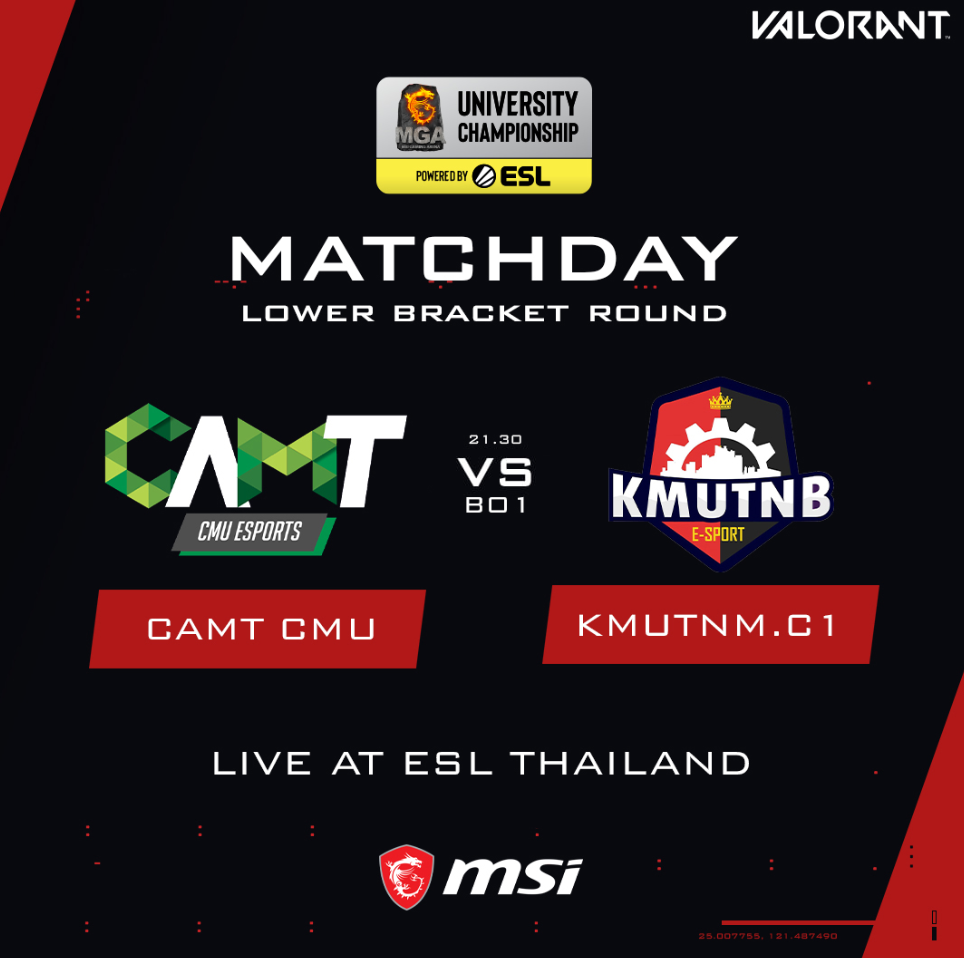 VALORANT
MGA
UNIVERSITY
CHAMPIONSHIP
POWERED BY ESL
MATCHDAY
LOWER BRACKET ROUND
CAMT
CMU ESPORTS
21.30
VS
BO1
KMUTNB
E-SPORT
CAMT CMU
KMUTNM.C1
LIVE AT ESL THAILAND
msi
25.007755, 121.487490